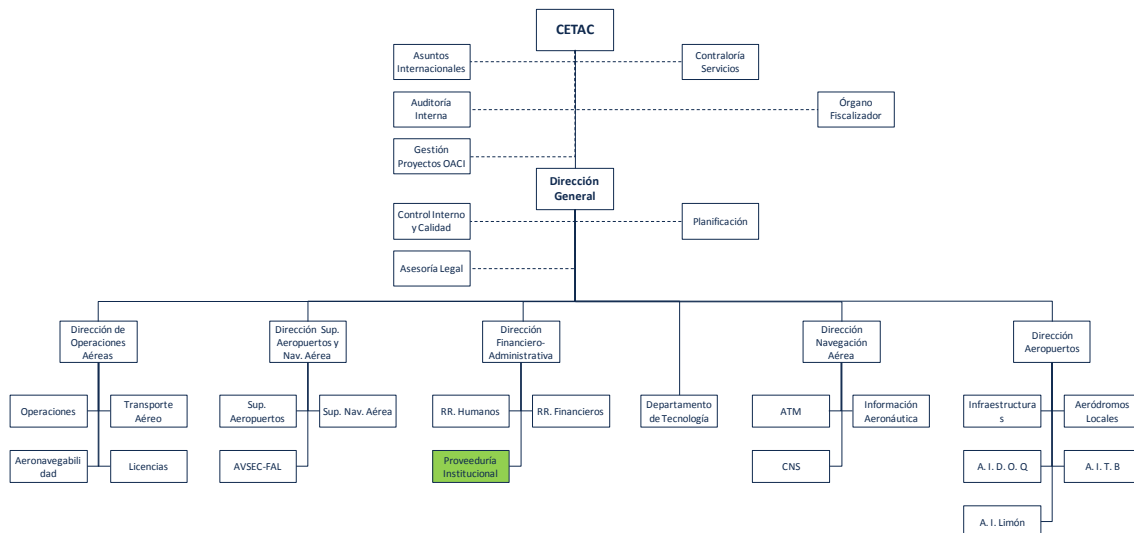 CETAC
Asuntos
Internacionales
Contraloría
Servicios
Auditoría
Interna
Órgano
Fiscalizador
Gestión
Proyectos OACI
Dirección
General
Control Interno
y Calidad
Planificación
Asesoría Legal
Dirección de
Operaciones
Aéreas
Dirección Sup.
Aeropuertos y
Nav. Aérea
Dirección
Financiero-
Administrativa
Dirección
Navegación
Aérea
Dirección
Aeropuertos
Operaciones
Transporte
Aéreo
Sup.
Aeropuertos
Sup. Nav. Aérea
RR. Humanos
RR. Financieros
Departamento
de Tecnología
ATM
Información
Aeronáutica
Infraestructura
s
Aeródromos
Locales
Aeronavegabili
dad
Licencias
AVSEC-FAL
Proveeduría
Institucional
CNS
A. I. D. O. Q
A. I. T. B
A. I. Limón